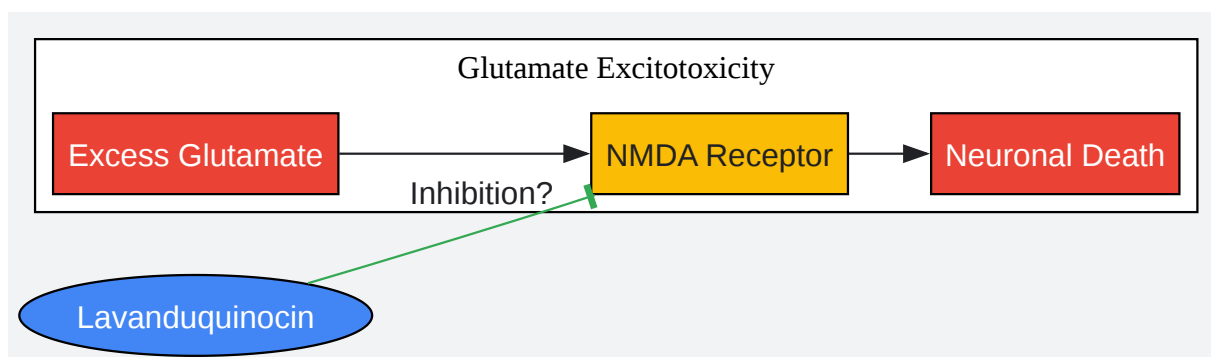 Glutamate Excitotoxicity
Excess Glutamate
NMDA Receptor
Neuronal Death
Inhibition?
Lavanduquinocin